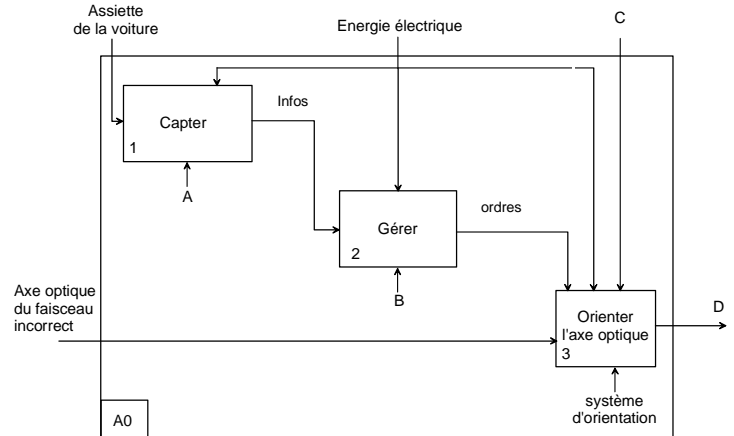 Assiette
de la voiture
Energie électrique
C
Capter
1
Infos
A
Gérer
2
ordres
B
Axe optique
du faisceau
incorrect
Orienter
l'axe optique
3
D
système
d'orientation
A0